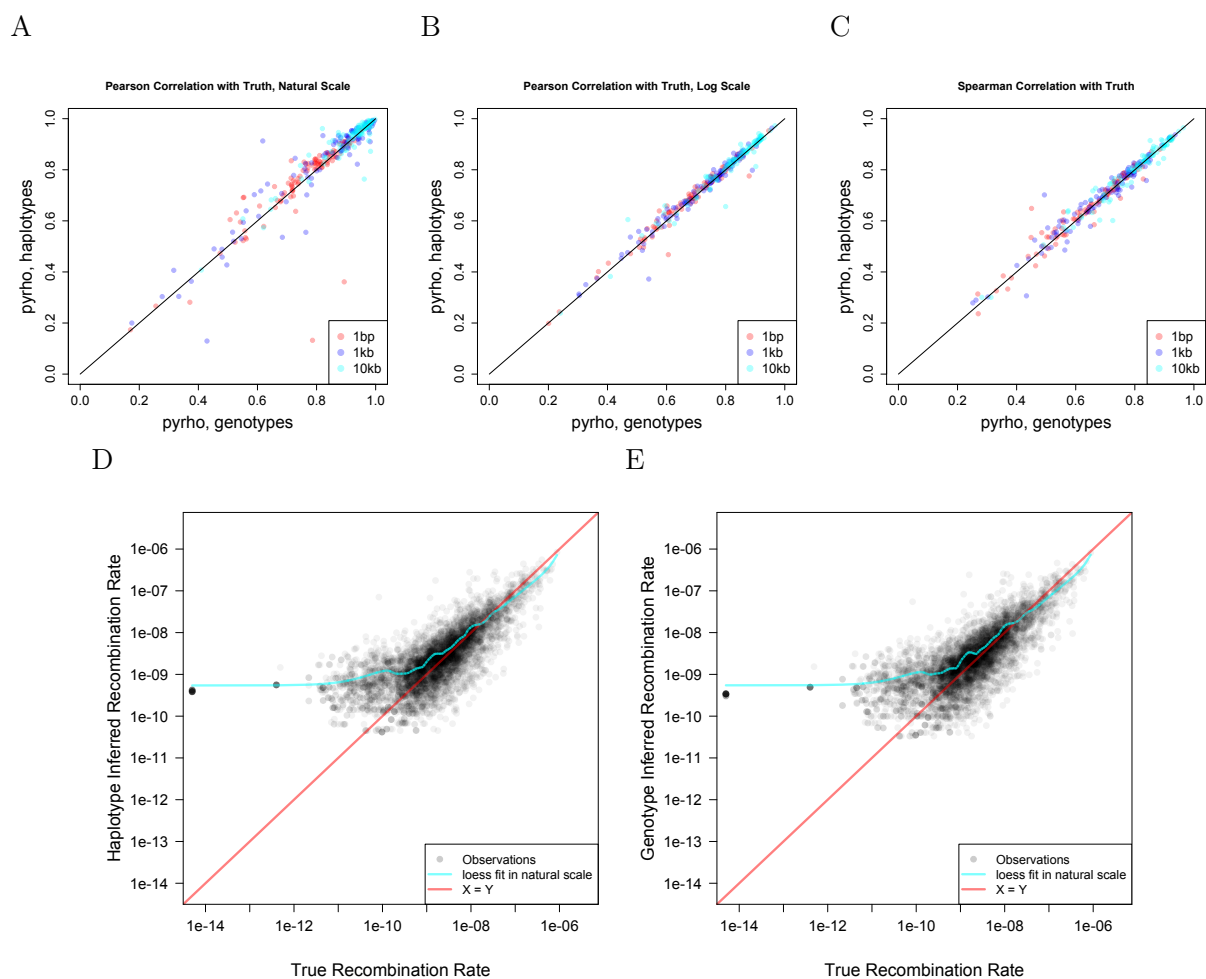 A
B
C
Pearson Correlation with Truth, Natural Scale
Pearson Correlation with Truth, Log Scale
Spearman Correlation with Truth
pyrho, haplotypes
0.0
0.2
0.4
0.6
0.8
1.0
1bp
1kb
10kb
0.0 0.2 0.4 0.6 0.8 1.0
pyrho, genotypes
pyrho, haplotypes
0.0
0.2
0.4
0.6
0.8
1.0
1bp
1kb
10kb
0.0 0.2 0.4 0.6 0.8 1.0
pyrho, genotypes
pyrho, haplotypes
0.0
0.2
0.4
0.6
0.8
1.0
1bp
1kb
10kb
0.0 0.2 0.4 0.6 0.8 1.0
pyrho, genotypes
D
E
Haplotype Inferred Recombination Rate
1e-06
1e-07
1e-08
1e-09
1e-10
1e-11
1e-12
1e-13
1e-14
Observations
loess fit in natural scale
X = Y
1e-14 1e-12 1e-10 1e-08 1e-06
True Recombination Rate
Genotype Inferred Recombination Rate
1e-06
1e-07
1e-08
1e-09
1e-10
1e-11
1e-12
1e-13
1e-14
Observations
loess fit in natural scale
X = Y
1e-14 1e-12 1e-10 1e-08 1e-06
True Recombination Rate